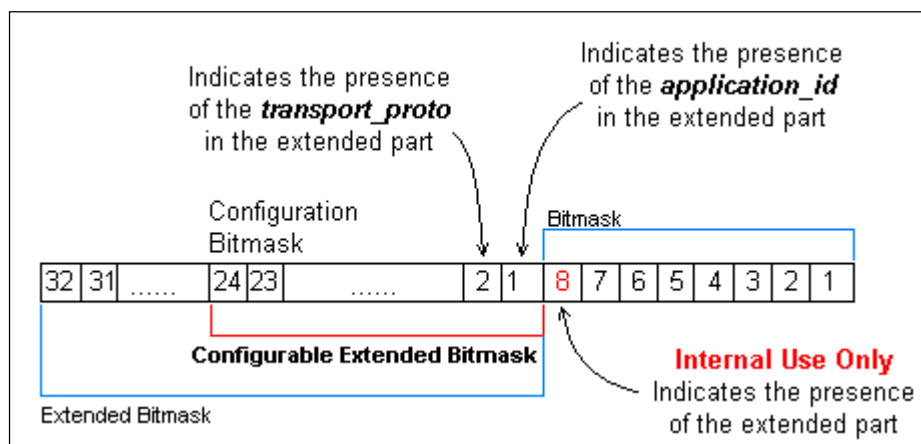 Indicates the presence
of the transport_proto
in the extended part
Indicates the presence
of the application_id
in the extended part
Configuration
Bitmask
Bitmask
32 31 ...... 24 23 ...... 2 1 8 7 6 5 4 3 2 1
Configurable Extended Bitmask
Extended Bitmask
Internal Use Only
Indicates the presence
of the extended part